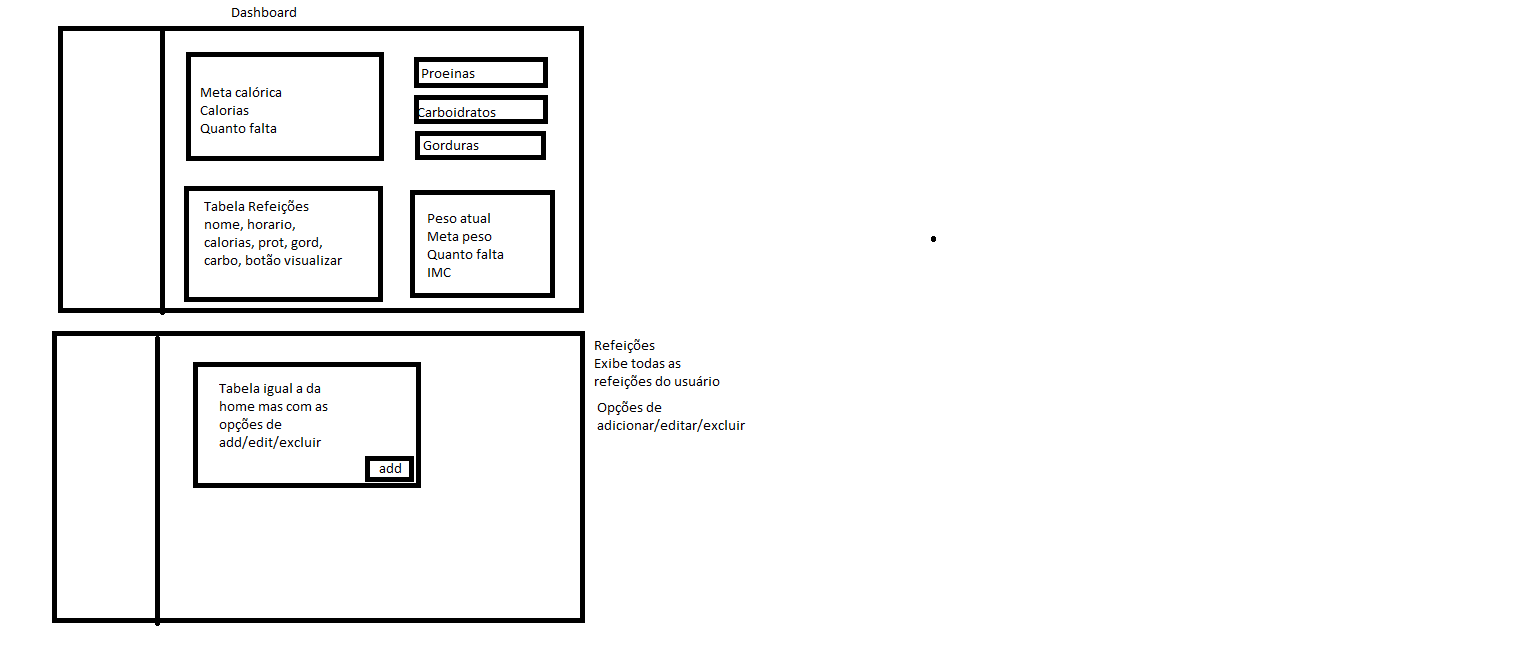 Dashboard
Meta calórica
Calorias
Quanto falta
Proeinas
Carboidratos
Gorduras
Tabela Refeições
nome, horario,
calorias, prot, gord,
carbo, botão visualizar
Peso atual
Meta peso
Quanto falta
IMC
Refeições
Exibe todas as
refeições do usuário
Opções de
adicionar/editar/excluir
Tabela igual a da
home mas com as
opções de
add/edit/excluir
add